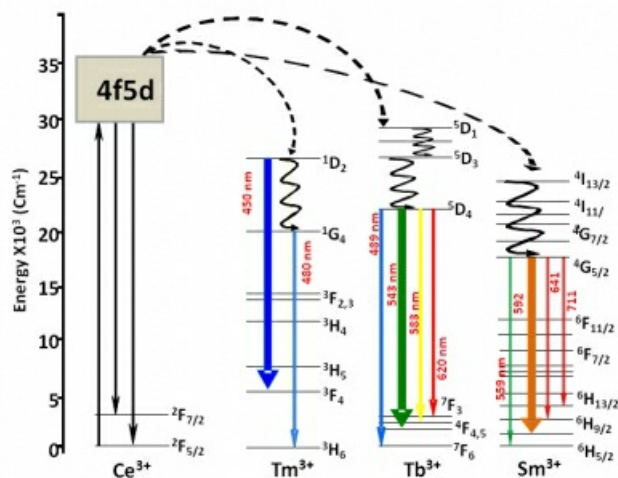 Energy X10³ (Cm⁻¹)
35
30
25
20
15
10
5
0
4f5d
²F₇/₂
²F₅/₂
Ce³⁺
¹D₂
450 nm
¹G₄
480 nm
³F₂,₃
³H₄
³H₅
³F₄
³H₆
Tm³⁺
⁵D₁
⁵D₃
⁵D₄
489 nm
543 nm
583 nm
620 nm
⁷F₃
⁴F₄,₅
⁷F₆
Tb³⁺
⁴I₁₃/₂
⁴I₁₁/
⁴G₇/₂
⁴G₅/₂
559 nm
592
641
711
⁶F₁₁/₂
⁶F₇/₂
⁶H₁₃/₂
⁶H₉/₂
⁶H₅/₂
Sm³⁺